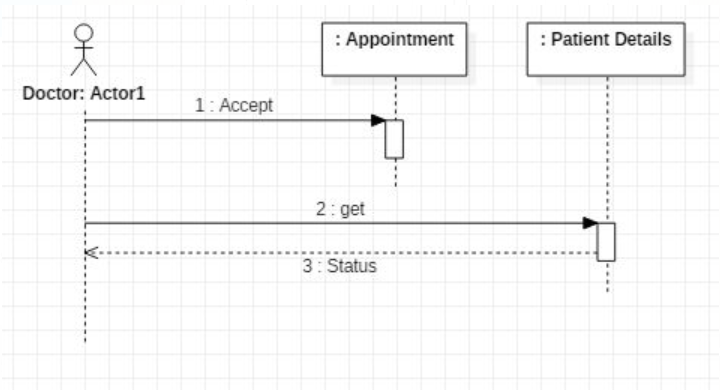 : Appointment
: Patient Details
Doctor: Actor1
1 : Accept
2 : get
3 : Status